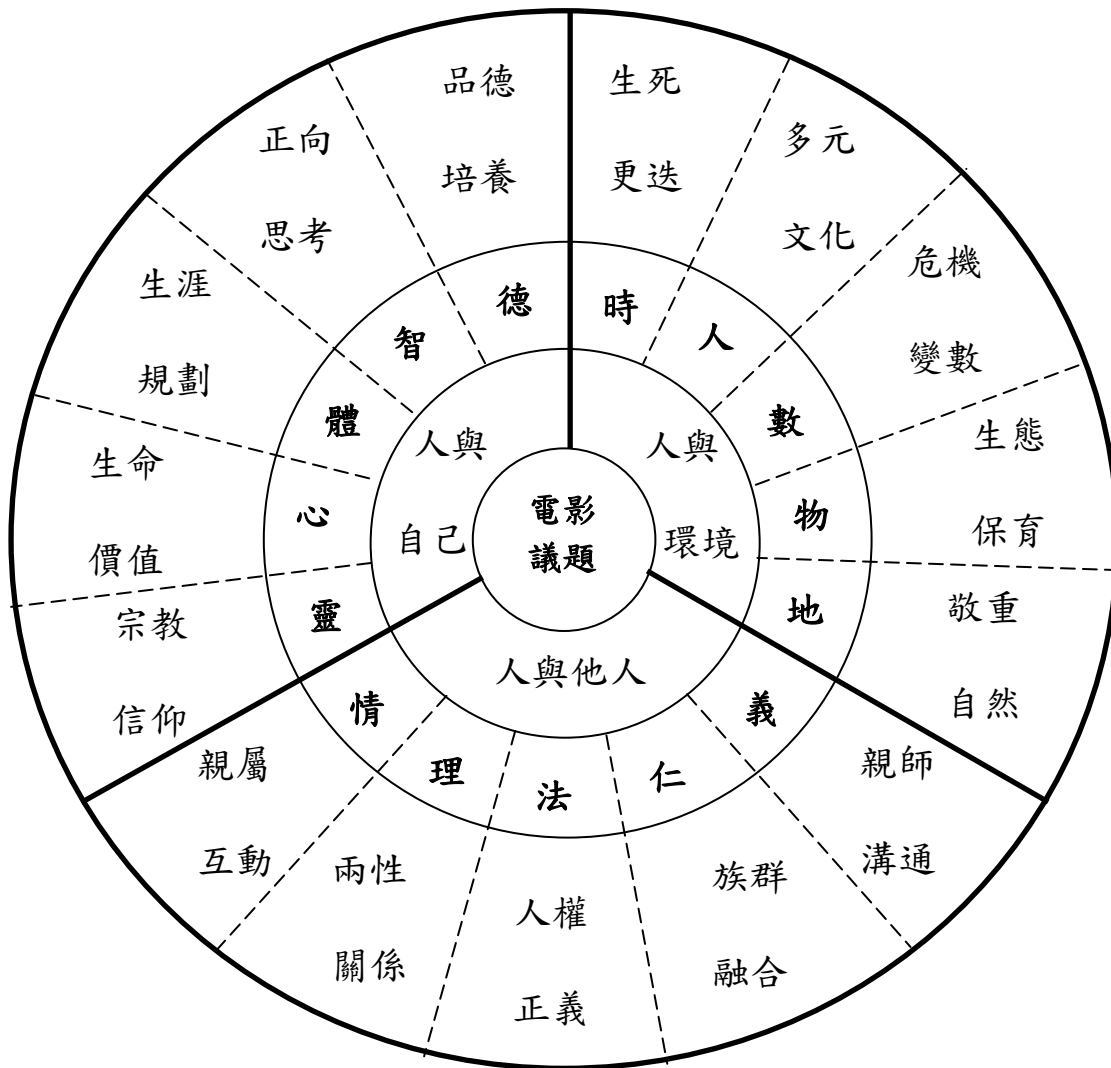 電影
議題
人與
環境
人與他人
人與
自己
時
人
數
物
地
義
仁
法
理
情
靈
心
體
智
德
生死
更迭
多元
文化
危機
變數
生態
保育
敬重
自然
親師
溝通
族群
融合
人權
正義
兩性
關係
親屬
互動
宗教
信仰
生命
價值
生涯
規劃
正向
思考
品德
培養